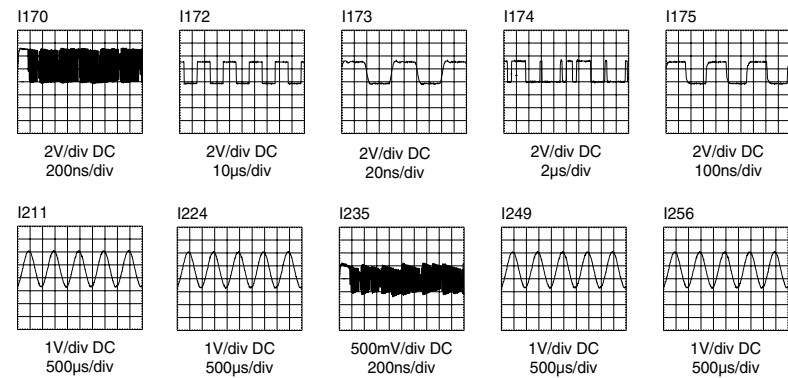 I170 I172 I173 I174 I175
2V/div DC 2V/div DC 2V/div DC 2V/div DC 2V/div DC
200ns/div 10µs/div 20ns/div 2µs/div 100ns/div
I211 I224 I235 I249 I256
1V/div DC 1V/div DC 500mV/div DC 1V/div DC 1V/div DC
500µs/div 500µs/div 200ns/div 500µs/div 500µs/div